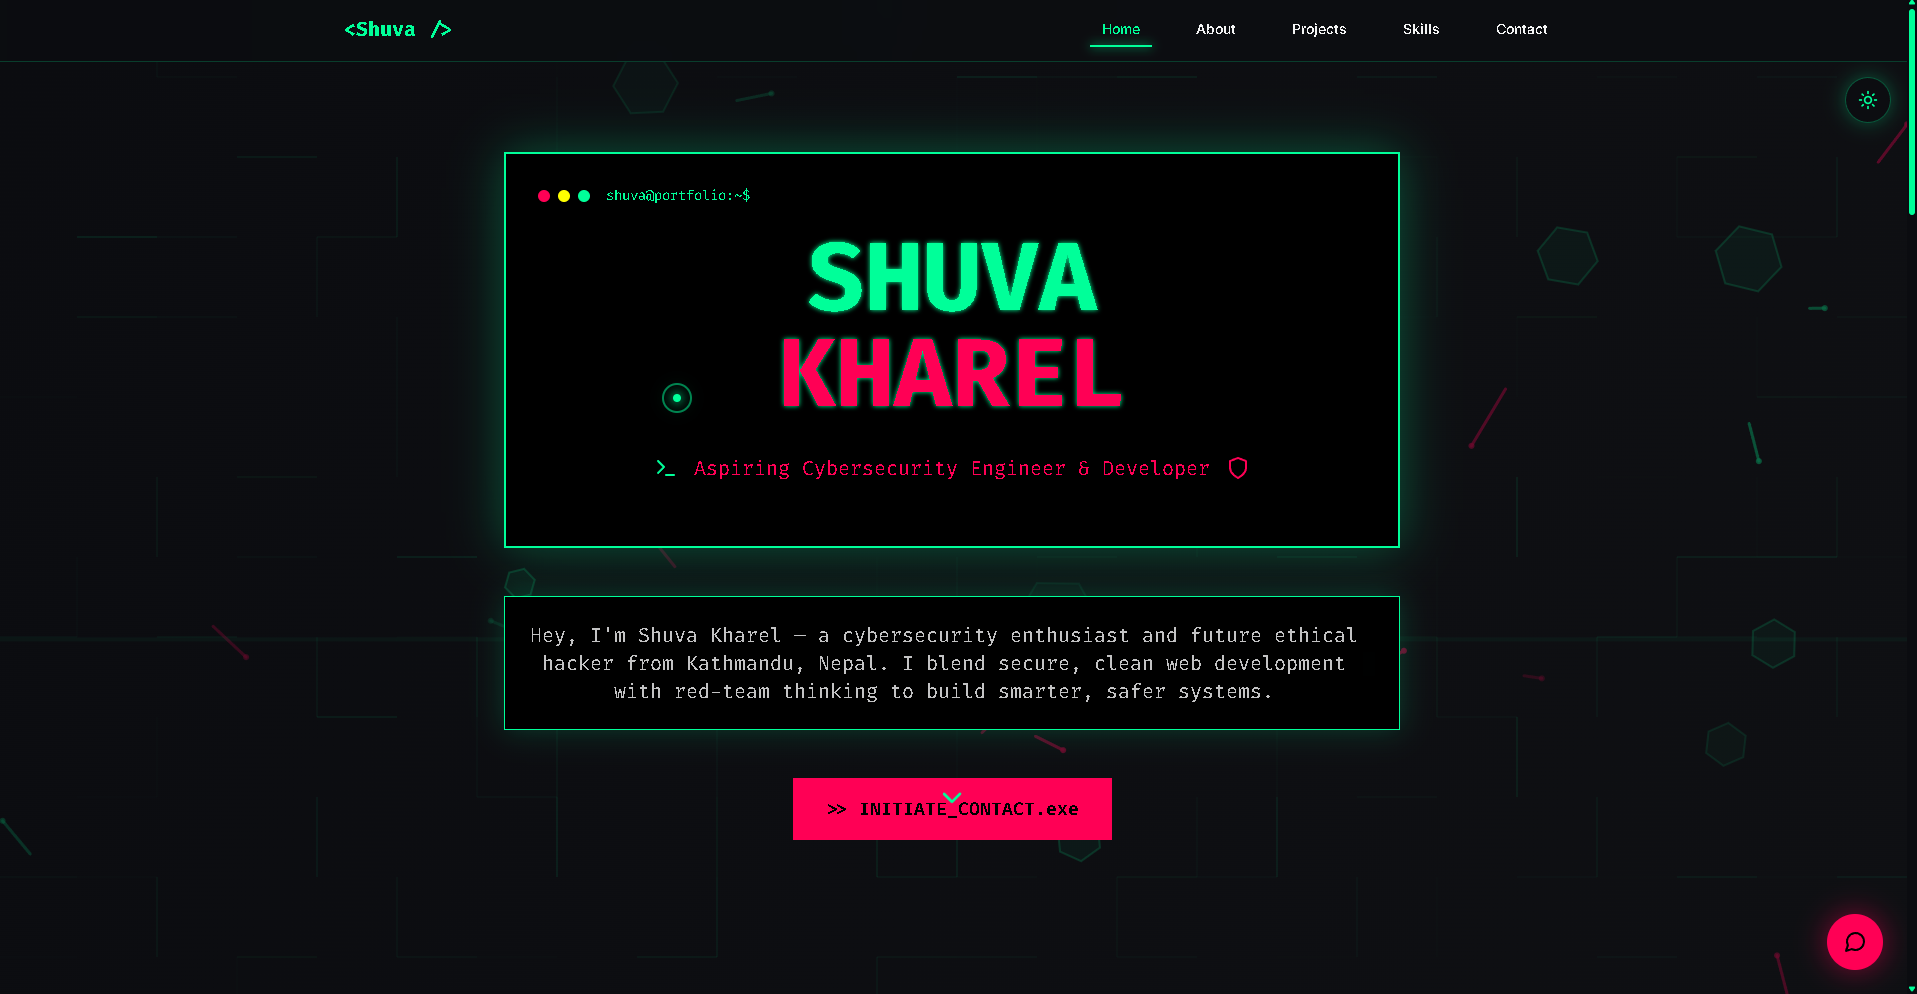 <Shuva />
Home About Projects Skills Contact
shuva@portfolio:~$
SHUVA
KHAREL
>_ Aspiring Cybersecurity Engineer & Developer
Hey, I'm Shuva Kharel — a cybersecurity enthusiast and future ethical
hacker from Kathmandu, Nepal. I blend secure, clean web development
with red-team thinking to build smarter, safer systems.
>> INITIATE_CONTACT.exe